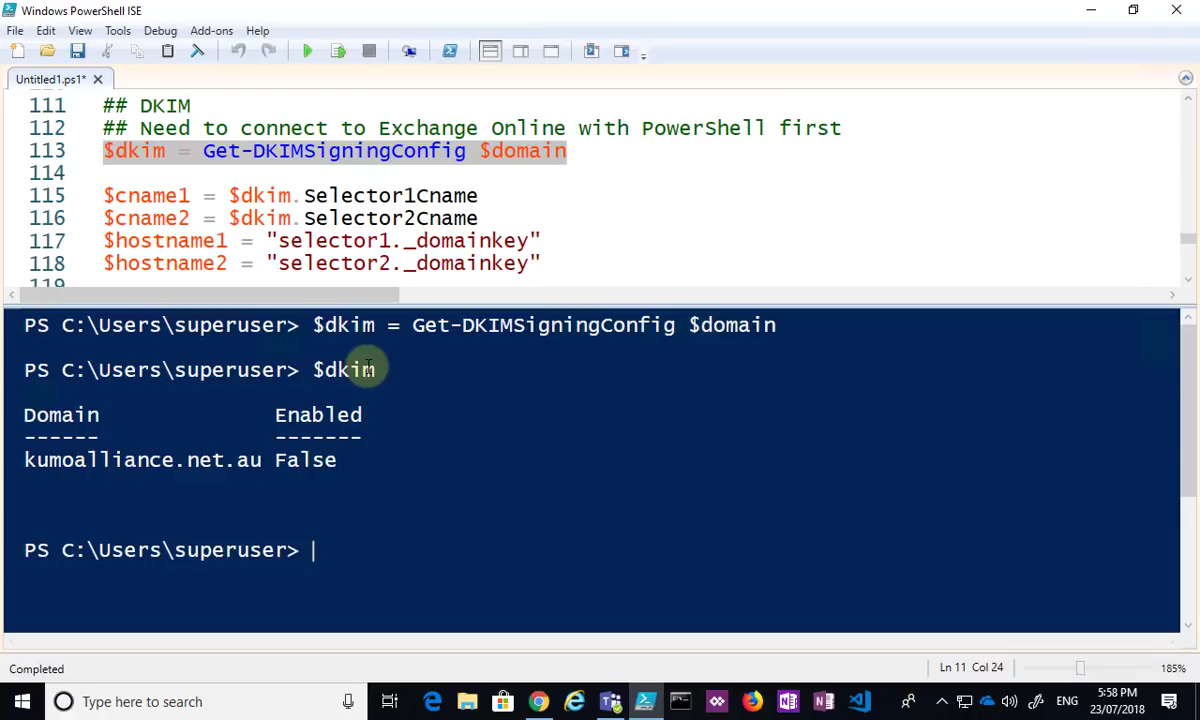 Windows PowerShell ISE
File Edit View Tools Debug Add-ons Help
Untitled1.ps1* X
111 ## DKIM
112 ## Need to connect to Exchange Online with PowerShell first
113 $dkim = Get-DKIMSigningConfig $domain
114
115 $cname1 = $dkim.Selector1Cname
116 $cname2 = $dkim.Selector2Cname
117 $hostname1 = "selector1._domainkey"
118 $hostname2 = "selector2._domainkey"
119
PS C:\Users\superuser> $dkim = Get-DKIMSigningConfig $domain
PS C:\Users\superuser> $dkim
Domain Enabled
------ -------
kumoalliance.net.au False
PS C:\Users\superuser>
Completed Ln 11 Col 24 185%
Type here to search ENG 5:58 PM
23/07/2018